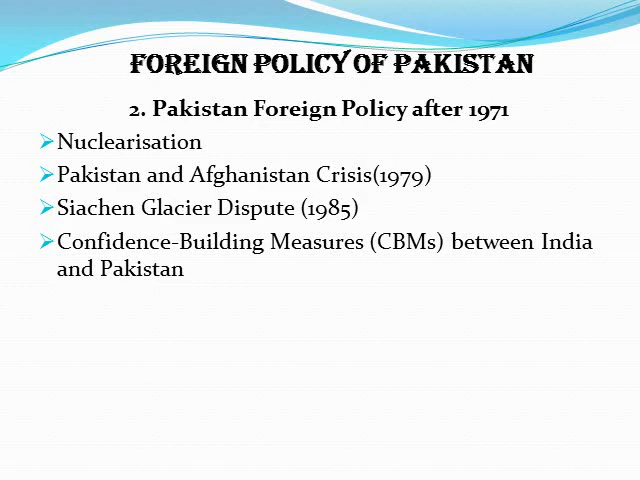 FOREIGN POLICY OF PAKISTAN
2. Pakistan Foreign Policy after 1971
Nuclearisation
Pakistan and Afghanistan Crisis(1979)
Siachen Glacier Dispute (1985)
Confidence-Building Measures (CBMs) between India
and Pakistan